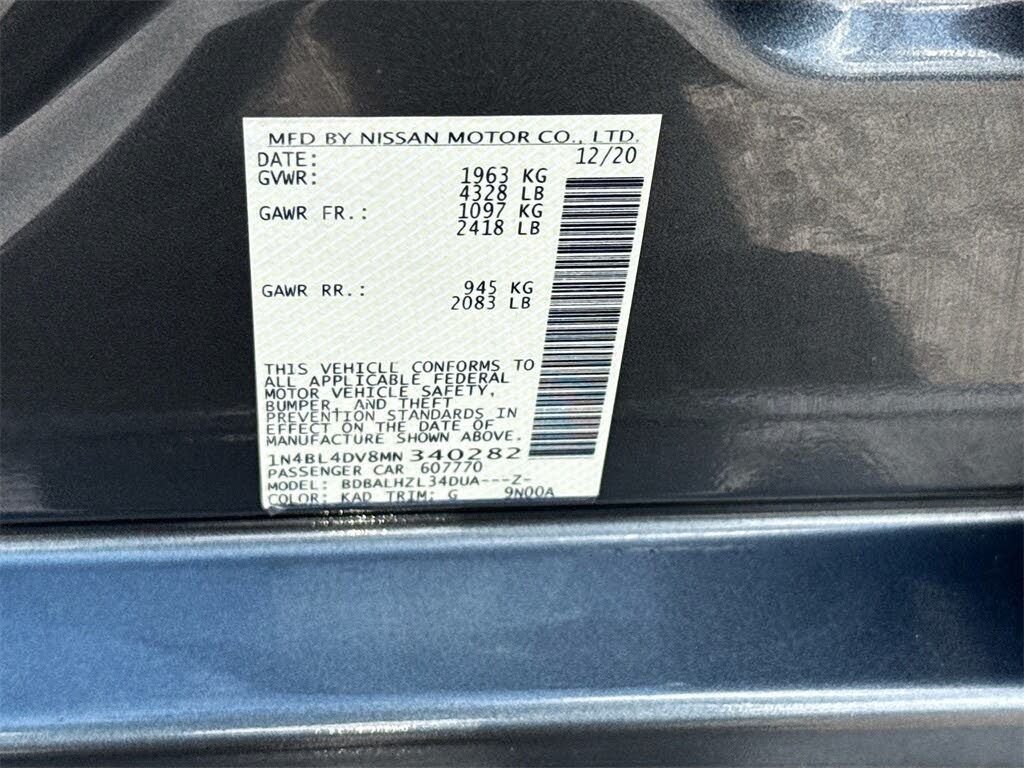 MFD BY NISSAN MOTOR CO., LTD.
DATE: 12/20
GVWR: 1963 KG
4328 LB
GAWR FR.: 1097 KG
2418 LB
GAWR RR.: 945 KG
2083 LB
THIS VEHICLE CONFORMS TO
ALL APPLICABLE FEDERAL
MOTOR VEHICLE SAFETY,
BUMPER, AND THEFT
PREVENTION STANDARDS IN
EFFECT ON THE DATE OF
MANUFACTURE SHOWN ABOVE.
1N4BL4DV8MN 340282
PASSENGER CAR 607770
MODEL: BDBALHZL34DUA---Z-
COLOR: KAD TRIM: G 9N00A